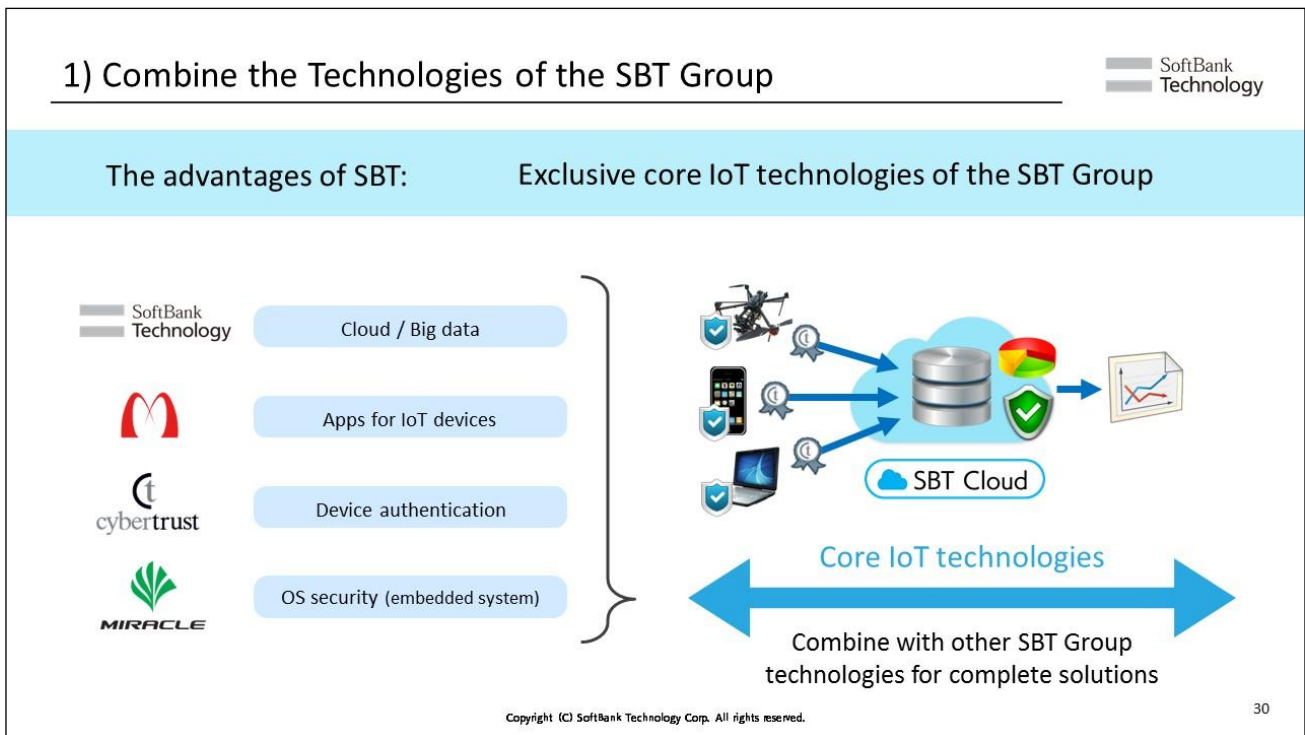 1) Combine the Technologies of the SBT Group
SoftBank
Technology
The advantages of SBT: Exclusive core IoT technologies of the SBT Group
SoftBank
Technology
Cloud / Big data
Apps for IoT devices
cybertrust
Device authentication
MIRACLE
OS security (embedded system)
SBT Cloud
Core IoT technologies
Combine with other SBT Group
technologies for complete solutions
Copyright (C) SoftBank Technology Corp. All rights reserved.
30